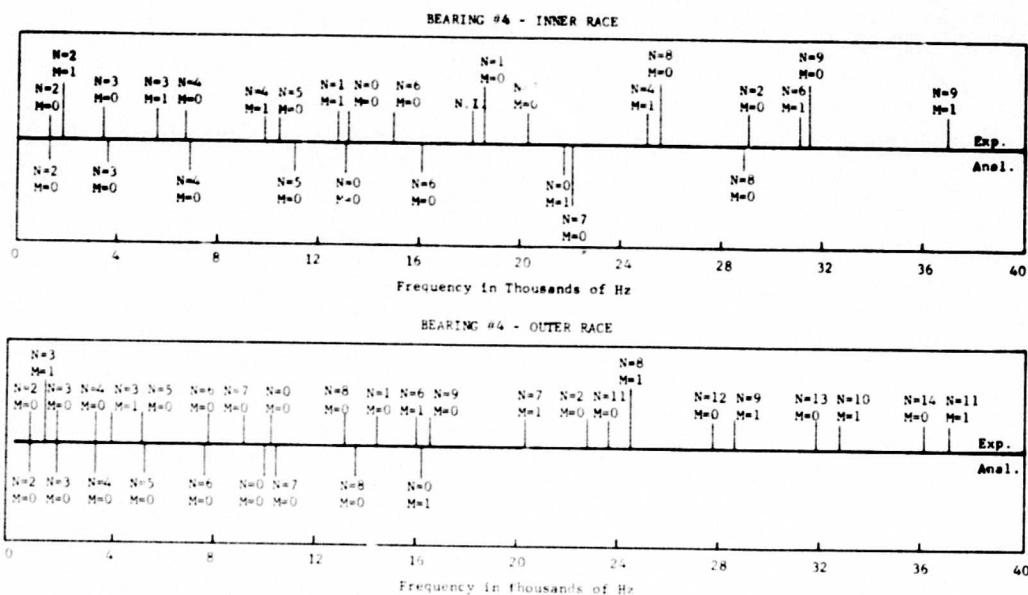 BEARING #4 - INNER RACE
N=2 N=1 N=8 N=9
M=1 M=0 M=0 M=0
N=2 N=3 N=3 N=4 N=4 N=5 N=1 N=0 N=6 N=4 N=2 N=6 N=9
M=0 M=0 M=1 M=0 M=1 M=0 M=1 M=0 M=0 M=0 M=1 M=0 M=1 M=1
Exp.
Anal.
N=2 N=3 N=4 N=5 N=0 N=6 N=0 N=8
M=0 M=0 M=0 M=0 M=0 M=0 M=1 M=0
N=7
M=0
0 4 8 12 16 20 24 28 32 36 40
Frequency in Thousands of Hz
BEARING #4 - OUTER RACE
N=3 N=8
M=1 M=1
N=2 N=3 N=4 N=3 N=5 N=6 N=7 N=0 N=8 N=1 N=6 N=9 N=7 N=2 N=11 N=12 N=9 N=13 N=10 N=14 N=11
M=0 M=0 M=0 M=1 M=0 M=0 M=0 M=0 M=0 M=0 M=1 M=0 M=1 M=0 M=0 M=0 M=1 M=0 M=1 M=0 M=1
Exp.
Anal.
N=2 N=3 N=4 N=5 N=6 N=0 N=7 N=8 N=0
M=0 M=0 M=0 M=0 M=0 M=0 M=0 M=0 M=1
0 4 8 12 16 20 24 28 32 36 40
Frequency in Thousands of Hz